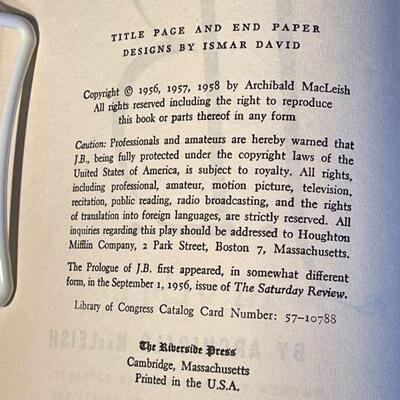 TITLE PAGE AND END PAPER
DESIGNS BY ISMAR DAVID
Copyright © 1956, 1957, 1958 by Archibald MacLeish
All rights reserved including the right to reproduce
this book or parts thereof in any form
Caution: Professionals and amateurs are hereby warned that
J.B., being fully protected under the copyright laws of the
United States of America, is subject to royalty. All rights,
including professional, amateur, motion picture, television,
recitation, public reading, radio broadcasting, and the rights
of translation into foreign languages, are strictly reserved. All
inquiries regarding this play should be addressed to Houghton
Mifflin Company, 2 Park Street, Boston 7, Massachusetts.
The Prologue of J.B. first appeared, in somewhat different
form, in the September 1, 1956, issue of The Saturday Review.
Library of Congress Catalog Card Number: 57-10788
The Riverside Press
Cambridge, Massachusetts
Printed in the U.S.A.